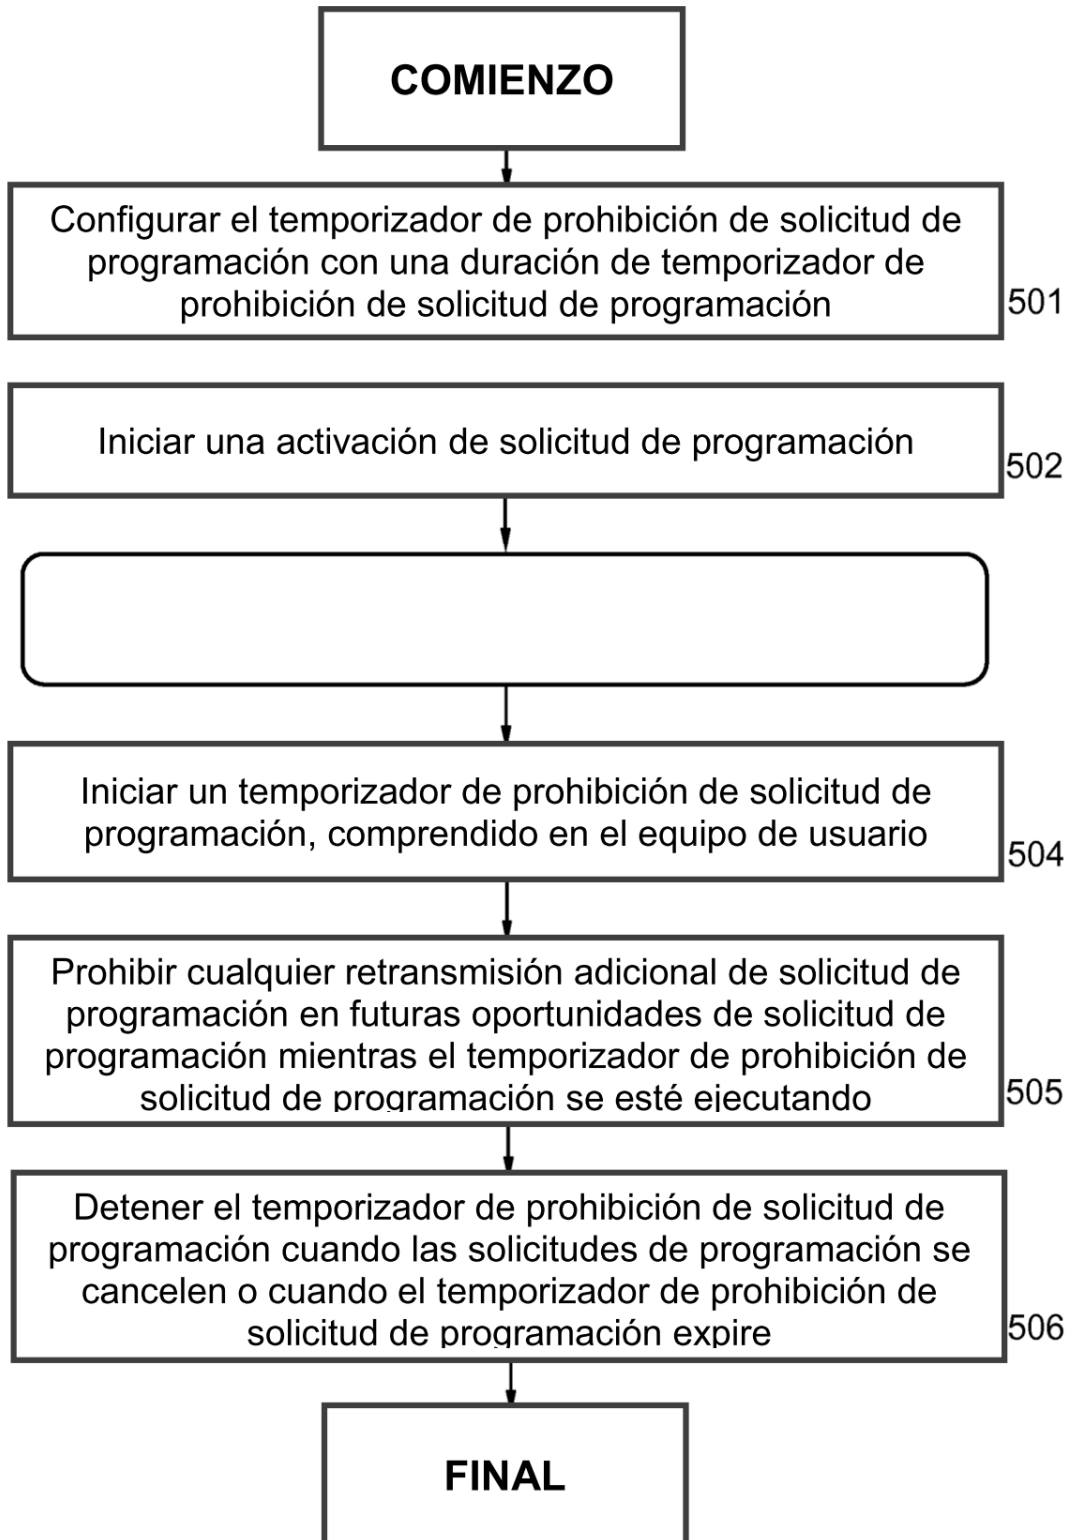 COMIENZO
Configurar el temporizador de prohibición de solicitud de
programación con una duración de temporizador de
prohibición de solicitud de programación
501
Iniciar una activación de solicitud de programación
502
Iniciar un temporizador de prohibición de solicitud de
programación, comprendido en el equipo de usuario
504
Prohibir cualquier retransmisión adicional de solicitud de
programación en futuras oportunidades de solicitud de
programación mientras el temporizador de prohibición de
solicitud de programación se esté ejecutando
505
Detener el temporizador de prohibición de solicitud de
programación cuando las solicitudes de programación se
cancelen o cuando el temporizador de prohibición de
solicitud de programación expire
506
FINAL